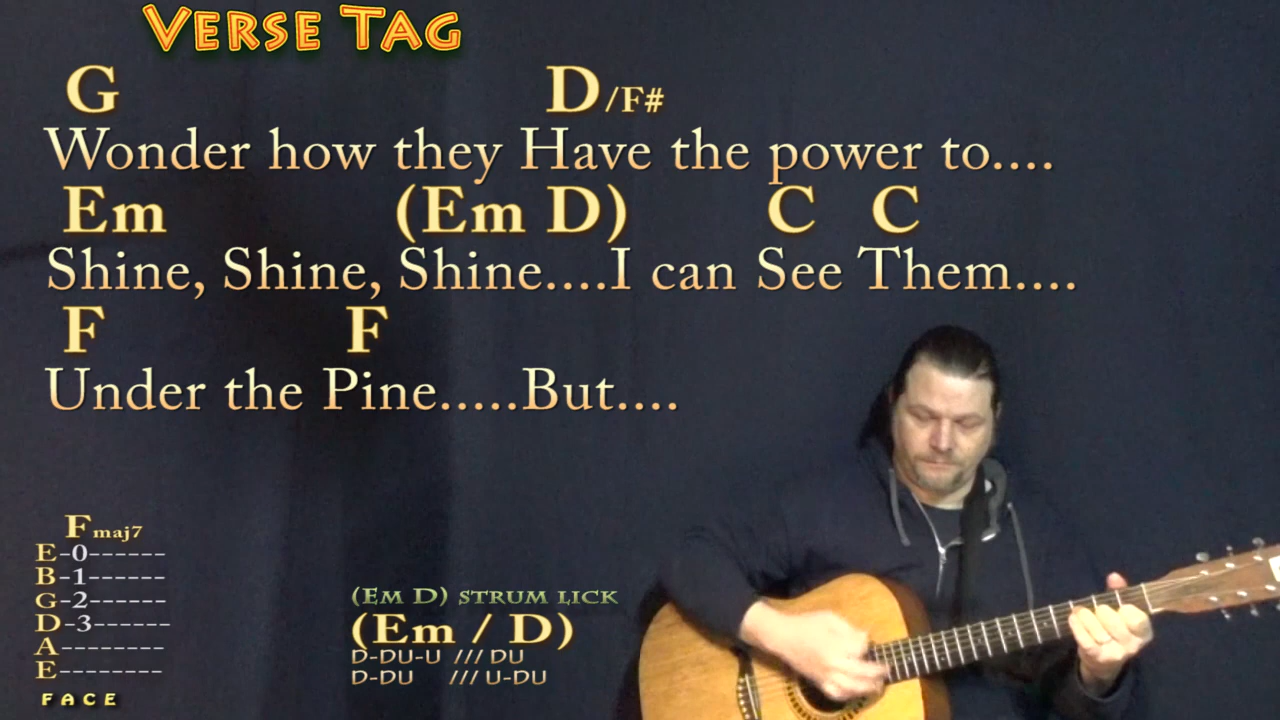 VERSE TAG
G D/F#
Wonder how they Have the power to....
Em (Em D) C C
Shine, Shine, Shine....I can See Them....
F F
Under the Pine.....But....
Fmaj7
E-0------
B-1------
G-2------
D-3------
A--------
E--------
F A C E
(EM D) STRUM LICK
(Em / D)
D-DU-U /// DU
D-DU /// U-DU